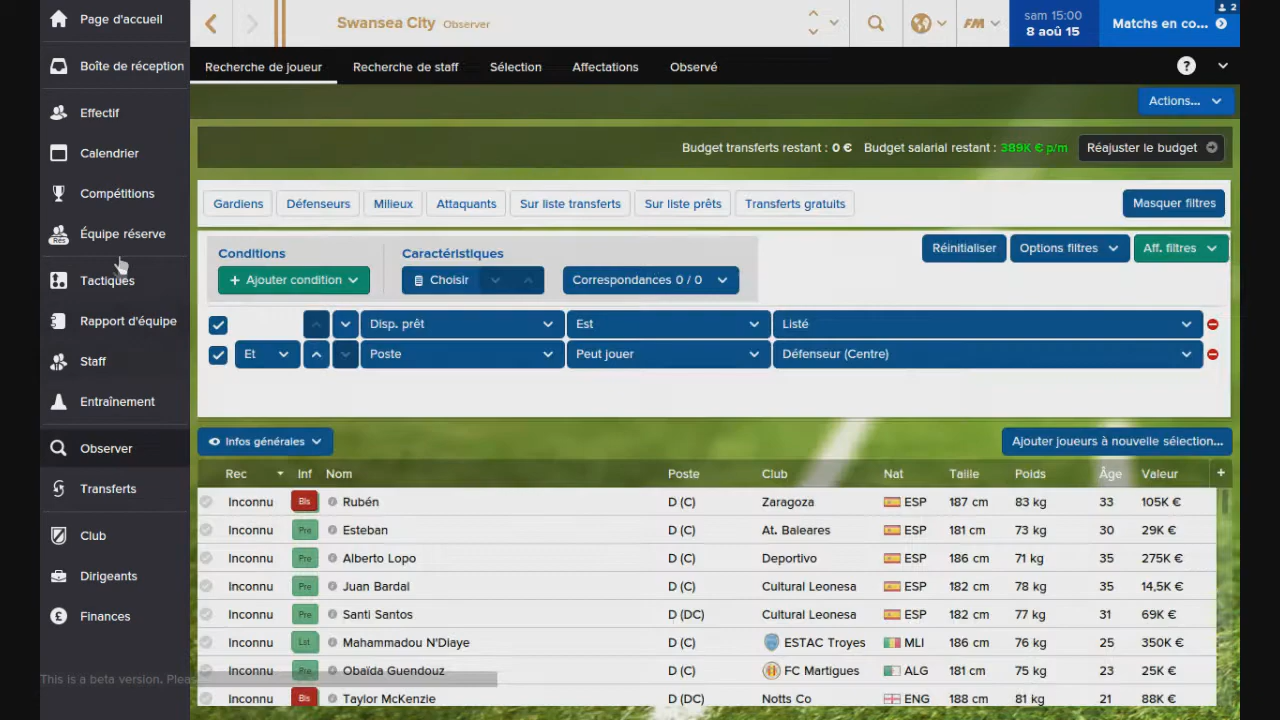 Page d'accueil
Boîte de réception
Effectif
Calendrier
Compétitions
Rés
Équipe réserve
Tactiques
Rapport d'équipe
Staff
Entraînement
Observer
Transferts
Club
Dirigeants
Finances
This is a beta version. Pleas
Swansea City Observer
FM
sam 15:00
8 aoû 15
2
Matchs en co...
Recherche de joueur Recherche de staff Sélection Affectations Observé
?
Actions...
Budget transferts restant : 0 € Budget salarial restant : 389K € p/m Réajuster le budget
Gardiens Défenseurs Milieux Attaquants Sur liste transferts Sur liste prêts Transferts gratuits Masquer filtres
Conditions Caractéristiques
+ Ajouter condition Choisir Correspondances 0 / 0
Réinitialiser Options filtres Aff. filtres
Disp. prêt Est Listé
Et Poste Peut jouer Défenseur (Centre)
Infos générales Ajouter joueurs à nouvelle sélection...
Rec Inf Nom Poste Club Nat Taille Poids Âge Valeur +
Inconnu Bls Rubén D (C) Zaragoza ESP 187 cm 83 kg 33 105K €
Inconnu Pre Esteban D (C) At. Baleares ESP 181 cm 73 kg 30 29K €
Inconnu Pre Alberto Lopo D (C) Deportivo ESP 186 cm 71 kg 35 275K €
Inconnu Pre Juan Bardal D (C) Cultural Leonesa ESP 182 cm 78 kg 35 14,5K €
Inconnu Pre Santi Santos D (DC) Cultural Leonesa ESP 182 cm 77 kg 31 69K €
Inconnu Lst Mahammadou N'Diaye D (C) ESTAC Troyes MLI 186 cm 76 kg 25 350K €
Inconnu Pre Obaïda Guendouz D (C) FC Martigues ALG 181 cm 75 kg 23 25K €
Inconnu Bls Taylor McKenzie D (DC) Notts Co ENG 188 cm 81 kg 21 88K €